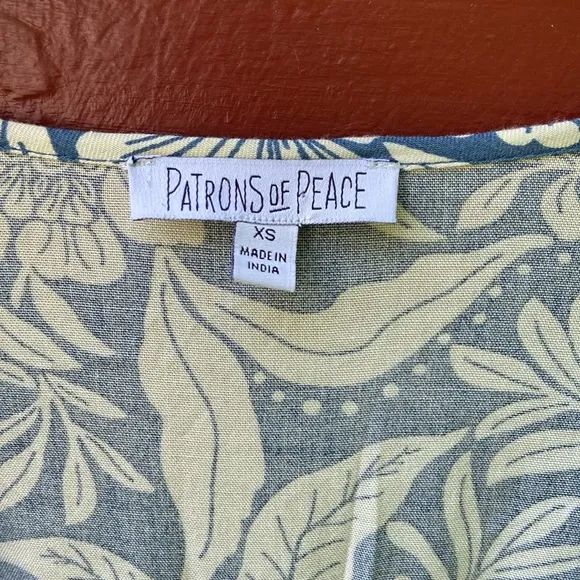 PATRONS OF PEACE
XS
MADE IN
INDIA